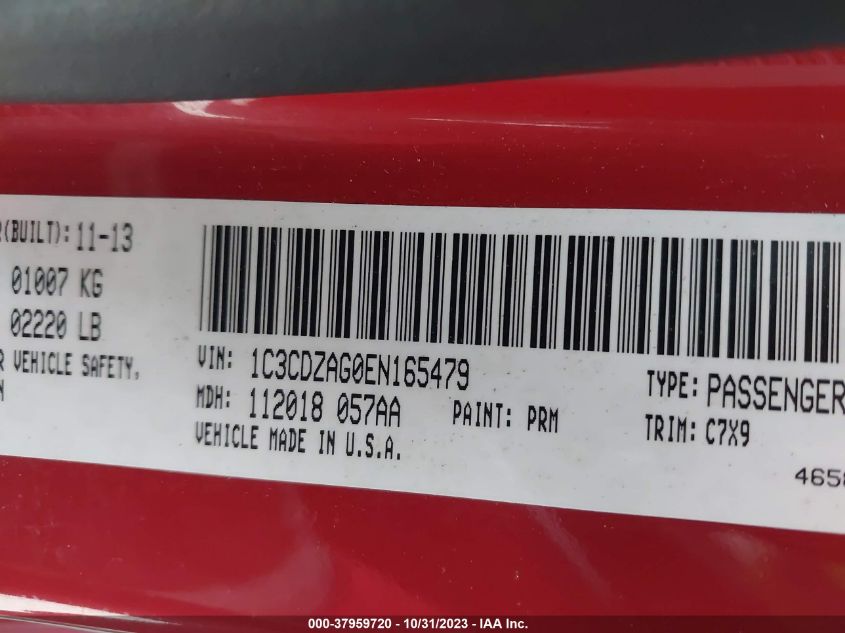 R(BUILT): 11-13
01007 KG
02220 LB
R VEHICLE SAFETY,
N
VIN: 1C3CDZAG0EN165479
MDH: 112018 057AA
PAINT: PRM
VEHICLE MADE IN U.S.A.
TYPE: PASSENGER
TRIM: C7X9
465
000-37959720 - 10/31/2023 - IAA Inc.